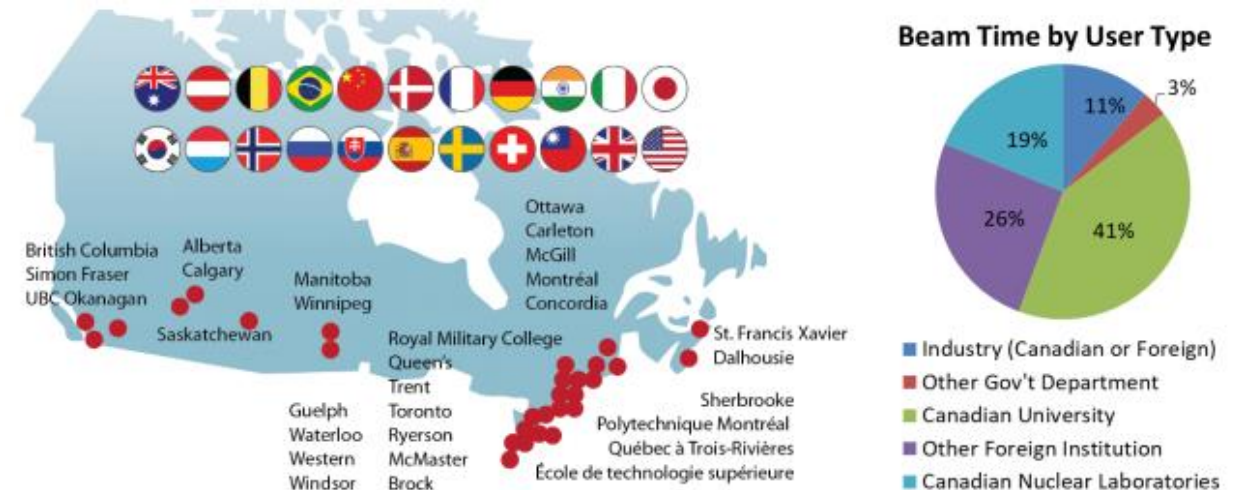 British Columbia
Simon Fraser
UBC Okanagan
Alberta
Calgary
Saskatchewan
Manitoba
Winnipeg
Ottawa
Carleton
McGill
Montréal
Concordia
Royal Military College
Queen's
Trent
Toronto
Ryerson
McMaster
Brock
Guelph
Waterloo
Western
Windsor
St. Francis Xavier
Dalhousie
Sherbrooke
Polytechnique Montréal
Québec à Trois-Rivières
École de technologie supérieure
Beam Time by User Type
11%
3%
41%
26%
19%
Industry (Canadian or Foreign)
Other Gov't Department
Canadian University
Other Foreign Institution
Canadian Nuclear Laboratories